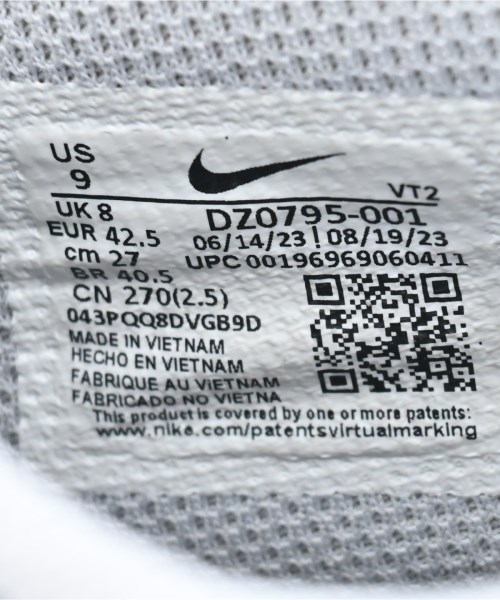 US
9
VT2
UK 8
DZ0795-001
EUR 42.5
06/14/23 | 08/19/23
cm 27
UPC 00196969060411
BR 40.5
CN 270(2.5)
043PQQ8DVGB9D
MADE IN VIETNAM
HECHO EN VIETNAM
FABRIQUE AU VIETNAM
FABRICADO NO VIETNA
This product is covered by one or more patents:
www.nike.com/patentsvirtualmarking